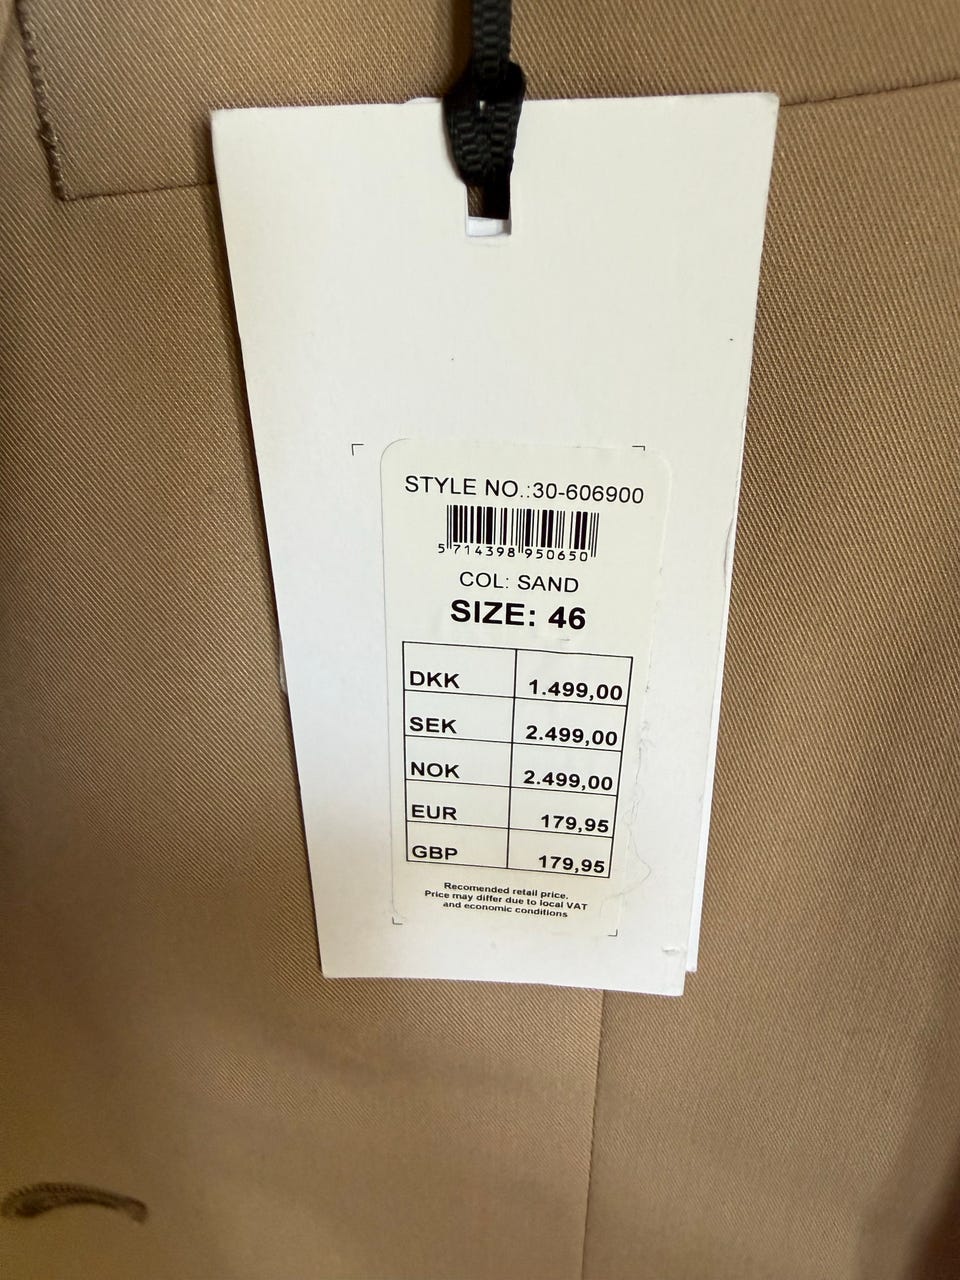 STYLE NO.:30-606900
5 714398 950650
COL: SAND
SIZE: 46
DKK 1.499,00
SEK 2.499,00
NOK 2.499,00
EUR 179,95
GBP 179,95
Recomended retail price.
Price may differ due to local VAT
and economic conditions